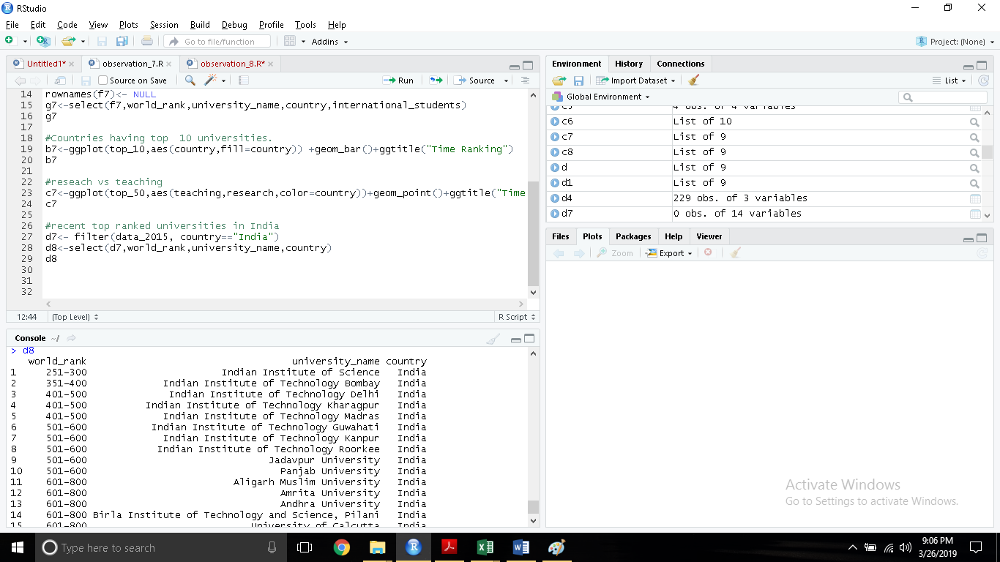 RStudio
File Edit Code View Plots Session Build Debug Profile Tools Help
Go to file/function Addins Project: (None)
Untitled1* observation_7.R observation_8.R*
Source on Save Run Source
14 rownames(f7)<- NULL
15 g7<-select(f7,world_rank,university_name,country,international_students)
16 g7
17
18 #Countries having top  10 universities.
19 b7<-ggplot(top_10,aes(country,fill=country)) +geom_bar()+ggtitle("Time Ranking")
20 b7
21
22 #reseach vs teaching
23 c7<-ggplot(top_50,aes(teaching,research,color=country))+geom_point()+ggtitle("Time
24 c7
25
26 #recent top ranked universities in India
27 d7<- filter(data_2015, country=="India")
28 d8<-select(d7,world_rank,university_name,country)
29 d8
30
31
32
12:44 (Top Level) R Script
Console ~/
> d8
world_rank university_name country
1 251-300 Indian Institute of Science India
2 351-400 Indian Institute of Technology Bombay India
3 401-500 Indian Institute of Technology Delhi India
4 401-500 Indian Institute of Technology Kharagpur India
5 401-500 Indian Institute of Technology Madras India
6 501-600 Indian Institute of Technology Guwahati India
7 501-600 Indian Institute of Technology Kanpur India
8 501-600 Indian Institute of Technology Roorkee India
9 501-600 Jadavpur University India
10 501-600 Panjab University India
11 601-800 Aligarh Muslim University India
12 601-800 Amrita University India
13 601-800 Andhra University India
14 601-800 Birla Institute of Technology and Science, Pilani India
15 601-800 University of Calcutta India
Environment History Connections
Import Dataset List
Global Environment
c5 4 obs. of 4 variables
c6 List of 10
c7 List of 9
c8 List of 9
d List of 9
d1 List of 9
d4 229 obs. of 3 variables
d7 0 obs. of 14 variables
Files Plots Packages Help Viewer
Zoom Export
Activate Windows
Go to Settings to activate Windows.
Type here to search
9:06 PM
3/26/2019